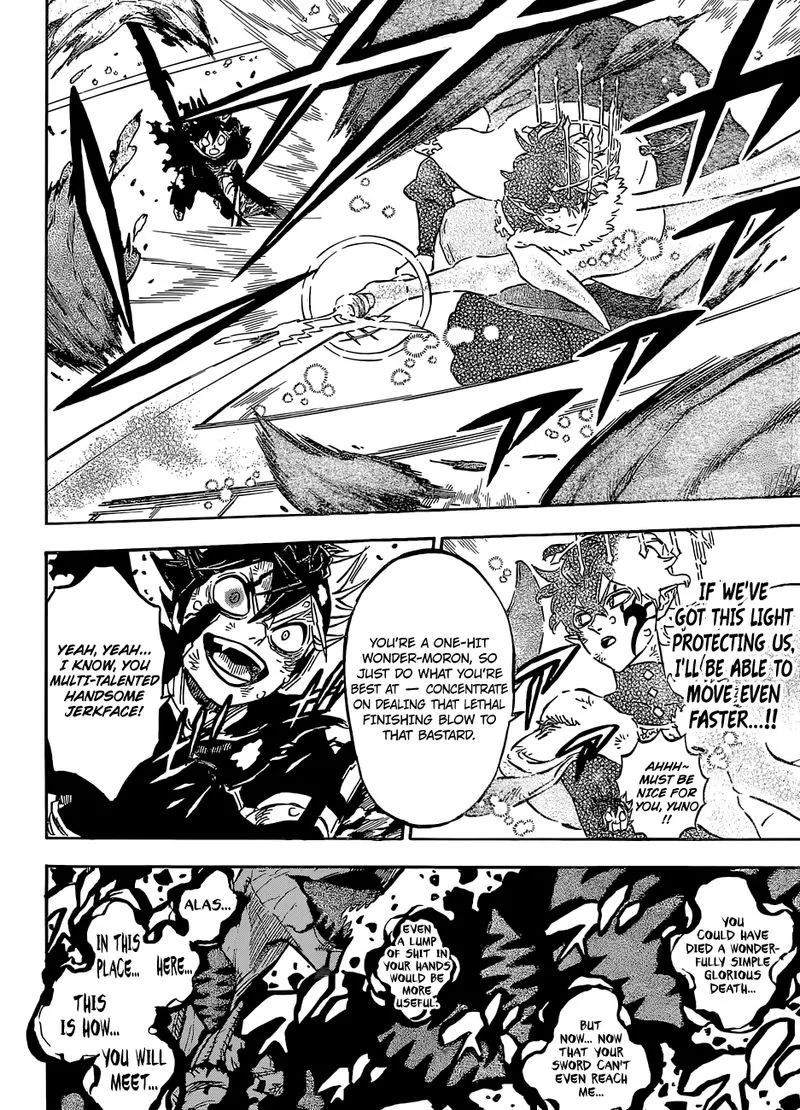 IF WE'VE
GOT THIS LIGHT
PROTECTING US,
I'LL BE ABLE TO
MOVE EVEN
FASTER...!!
AHHH~
MUST BE
NICE FOR
YOU, YUNO
!!
YOU'RE A ONE-HIT
WONDER-MORON, SO
JUST DO WHAT YOU'RE
BEST AT — CONCENTRATE
ON DEALING THAT LETHAL
FINISHING BLOW TO
THAT BASTARD.
YEAH, YEAH...
I KNOW, YOU
MULTI-TALENTED
HANDSOME
JERKFACE!
YOU
COULD HAVE
DIED A WONDER-
FULLY SIMPLE
GLORIOUS
DEATH...
BUT
NOW... NOW
THAT YOUR
SWORD CAN'T
EVEN REACH
ME...
EVEN
A LUMP
OF SHIT IN
YOUR HANDS
WOULD
BE MORE
USEFUL.
ALAS...
IN THIS
PLACE... HERE...
THIS
IS HOW...
YOU WILL
MEET...